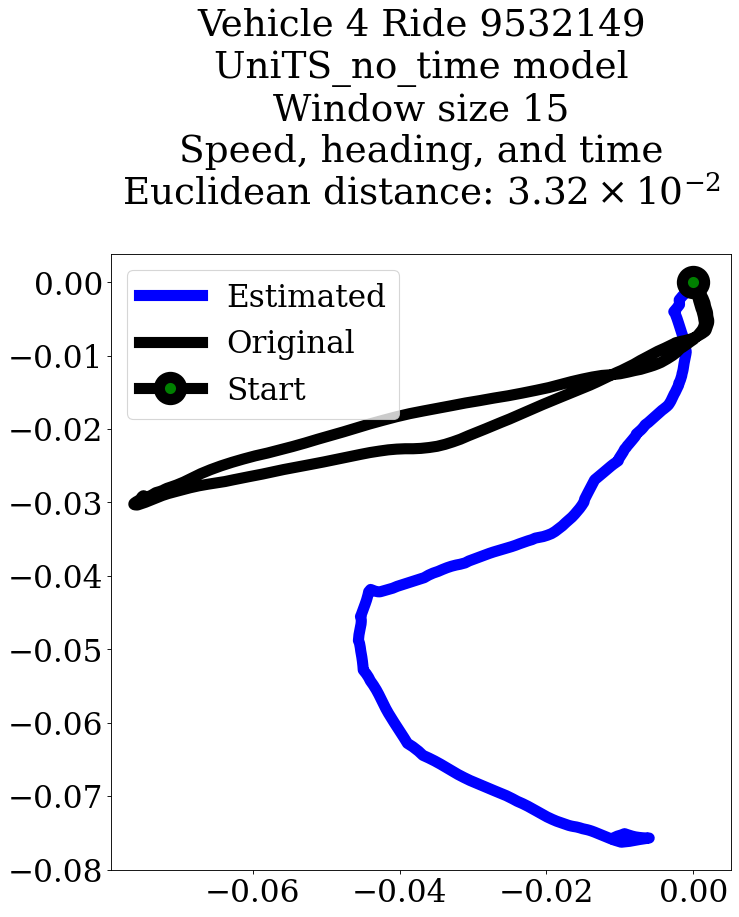 Vehicle 4 Ride 9532149
UniTS_no_time model
Window size 15
Speed, heading, and time
Euclidean distance: 3.32 × 10⁻²
Estimated
Original
Start
0.00
−0.01
−0.02
−0.03
−0.04
−0.05
−0.06
−0.07
−0.08
−0.06 −0.04 −0.02 0.00